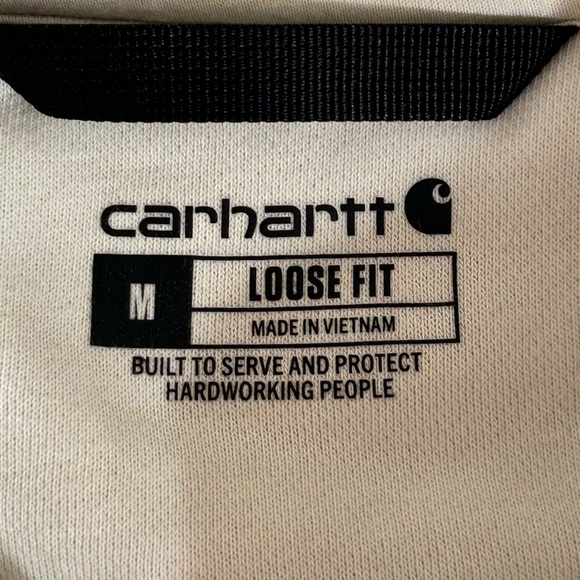 carhartt
M
LOOSE FIT
MADE IN VIETNAM
BUILT TO SERVE AND PROTECT
HARDWORKING PEOPLE